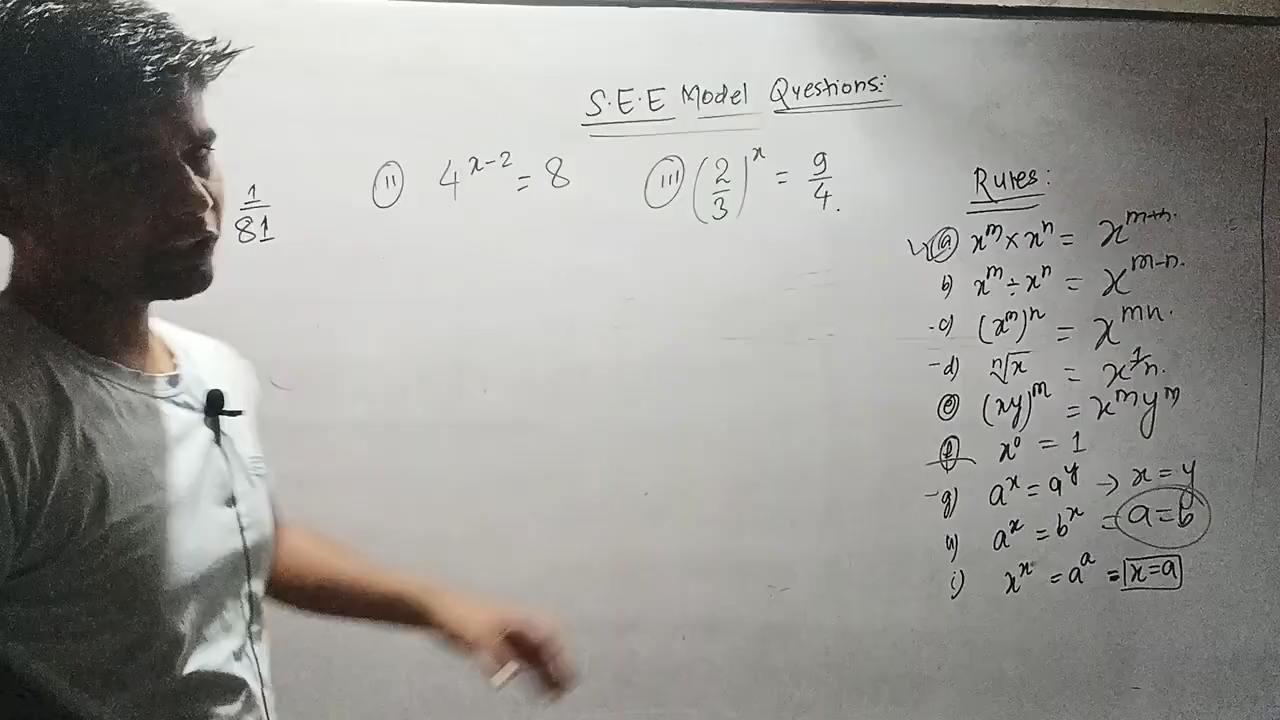 S.E.E Model Questions:
1/81
(ii) 4^(x-2) = 8
(iii) (2/3)^x = 9/4.
Rules:
(a) x^m × x^n = x^(m+n).
b) x^m ÷ x^n = x^(m-n).
c) (x^m)^n = x^(mn).
d) ⁿ√x = x^(1/n).
(e) (xy)^m = x^m y^m
(f) x^0 = 1
g) a^x = a^y → x = y
h) a^x = b^x = a = b
i) x^x = a^a = x = a